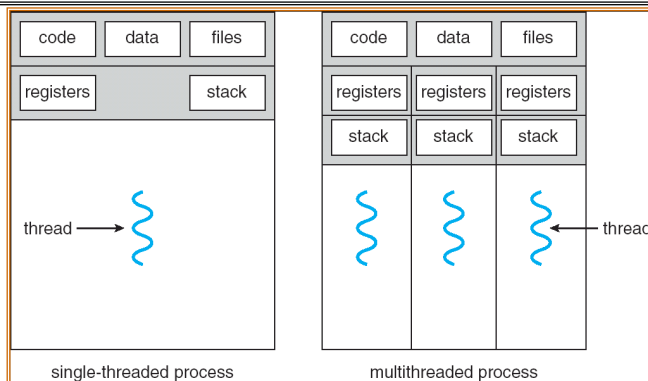 code data files
registers stack
thread
single-threaded process
code data files
registers registers registers
stack stack stack
thread
multithreaded process